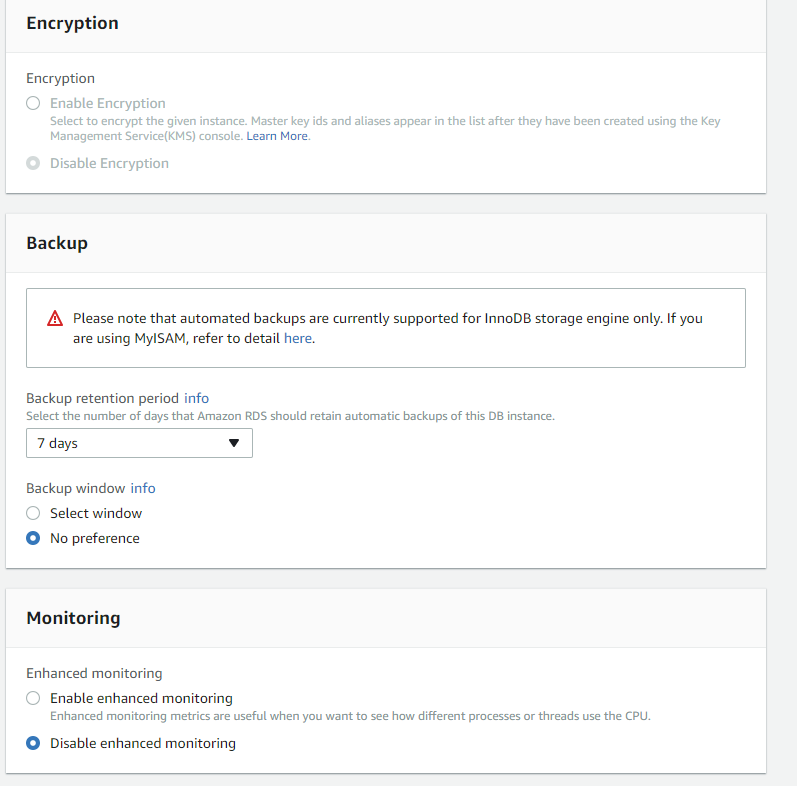 Encryption
Encryption
Enable Encryption
Select to encrypt the given instance. Master key ids and aliases appear in the list after they have been created using the Key
Management Service(KMS) console. Learn More.
Disable Encryption
Backup
Please note that automated backups are currently supported for InnoDB storage engine only. If you
are using MyISAM, refer to detail here.
Backup retention period info
Select the number of days that Amazon RDS should retain automatic backups of this DB instance.
7 days
Backup window info
Select window
No preference
Monitoring
Enhanced monitoring
Enable enhanced monitoring
Enhanced monitoring metrics are useful when you want to see how different processes or threads use the CPU.
Disable enhanced monitoring